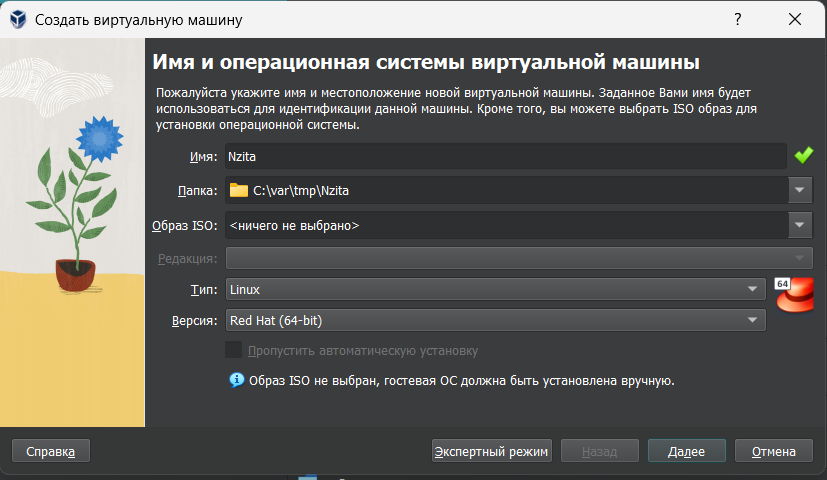 Создать виртуальную машину
?
Имя и операционная системы виртуальной машины
Пожалуйста укажите имя и местоположение новой виртуальной машины. Заданное Вами имя будет
использоваться для идентификации данной машины. Кроме того, вы можете выбрать ISO образ для
установки операционной системы.
Имя: Nzita
Папка: C:\var\tmp\Nzita
Образ ISO: <ничего не выбрано>
Редакция:
Тип: Linux
64
Версия: Red Hat (64-bit)
Пропустить автоматическую установку
Образ ISO не выбран, гостевая ОС должна быть установлена вручную.
Справка Экспертный режим Назад Далее Отмена